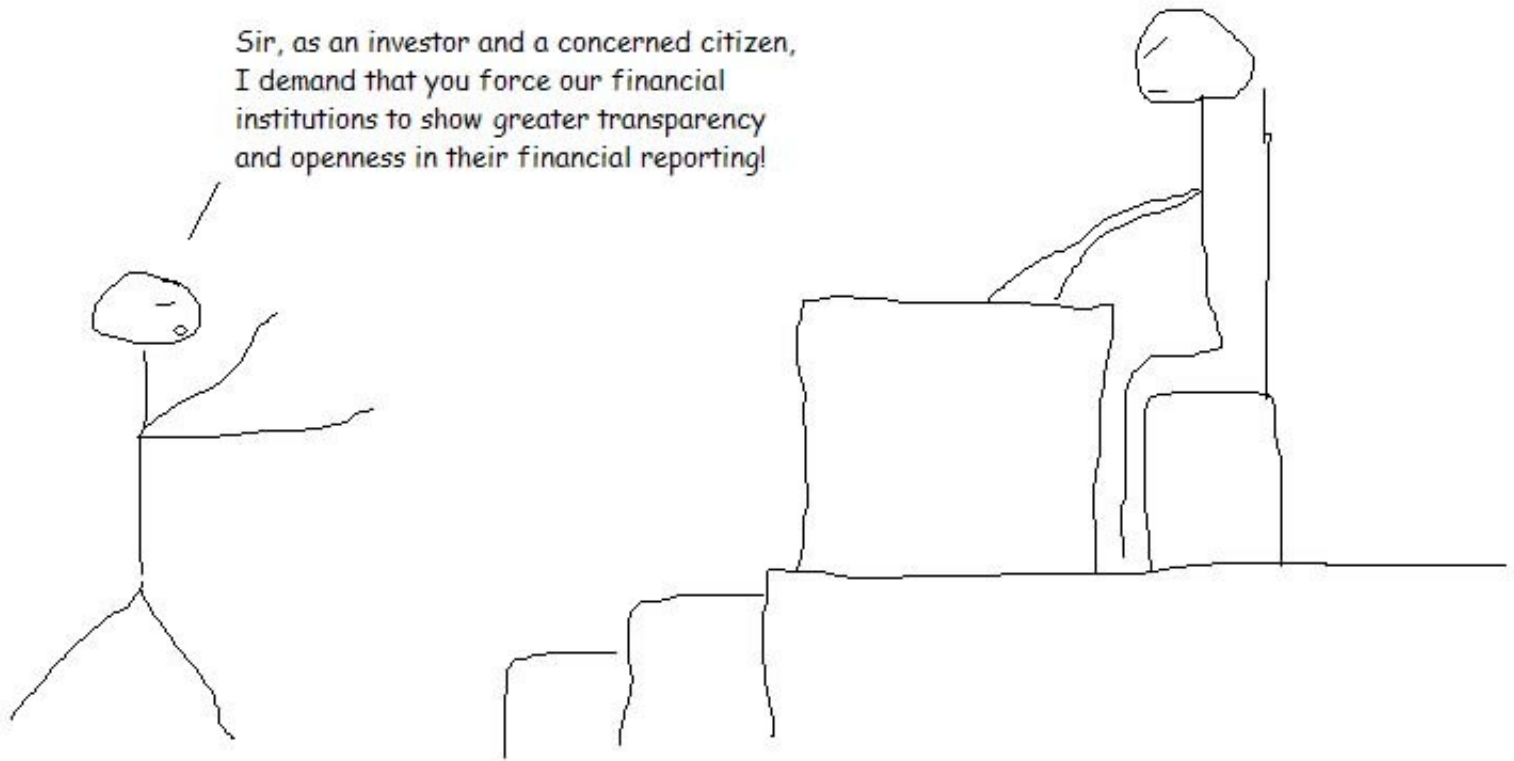 Sir, as an investor and a concerned citizen,
I demand that you force our financial
institutions to show greater transparency
and openness in their financial reporting!